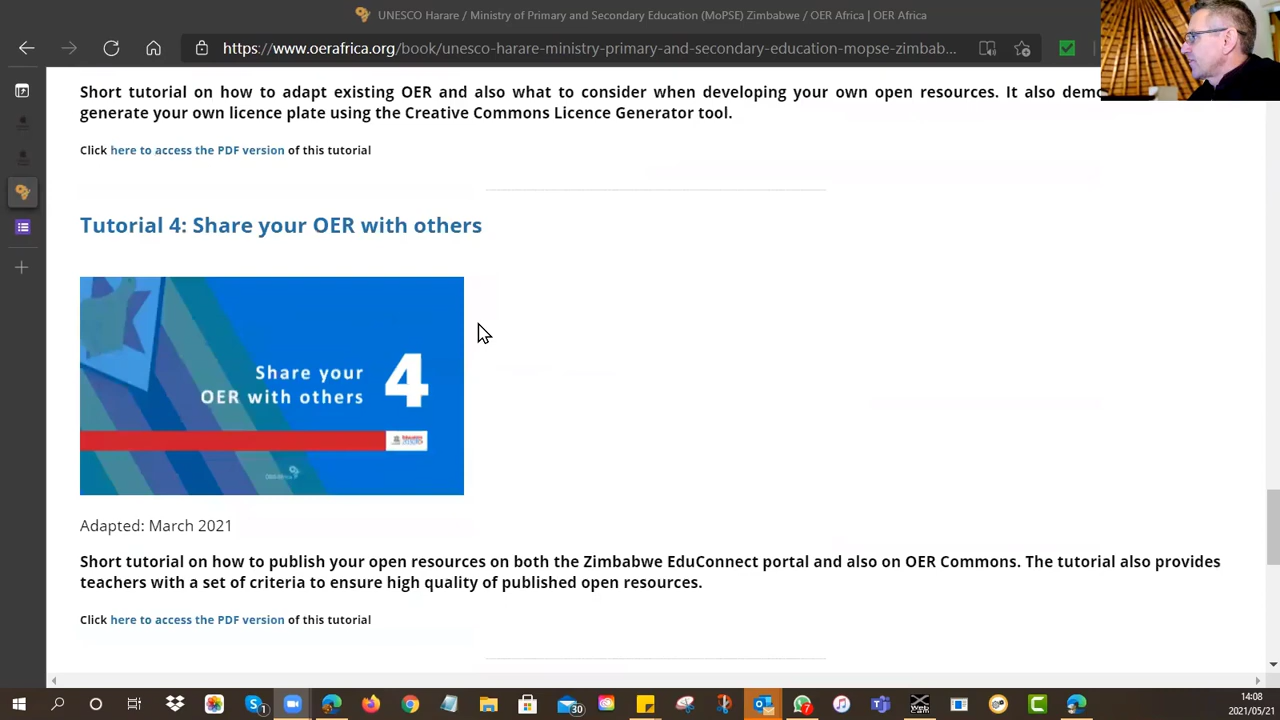 UNESCO Harare / Ministry of Primary and Secondary Education (MoPSE) Zimbabwe / OER Africa | OER Africa
https://www.oerafrica.org/book/unesco-harare-ministry-primary-and-secondary-education-mopse-zimbab...
Short tutorial on how to adapt existing OER and also what to consider when developing your own open resources. It also demo
generate your own licence plate using the Creative Commons Licence Generator tool.
Click here to access the PDF version of this tutorial
Tutorial 4: Share your OER with others
Share your
OER with others
4
Adapted: March 2021
Short tutorial on how to publish your open resources on both the Zimbabwe EduConnect portal and also on OER Commons. The tutorial also provides
teachers with a set of criteria to ensure high quality of published open resources.
Click here to access the PDF version of this tutorial
1
30
7
14:08
2021/05/21